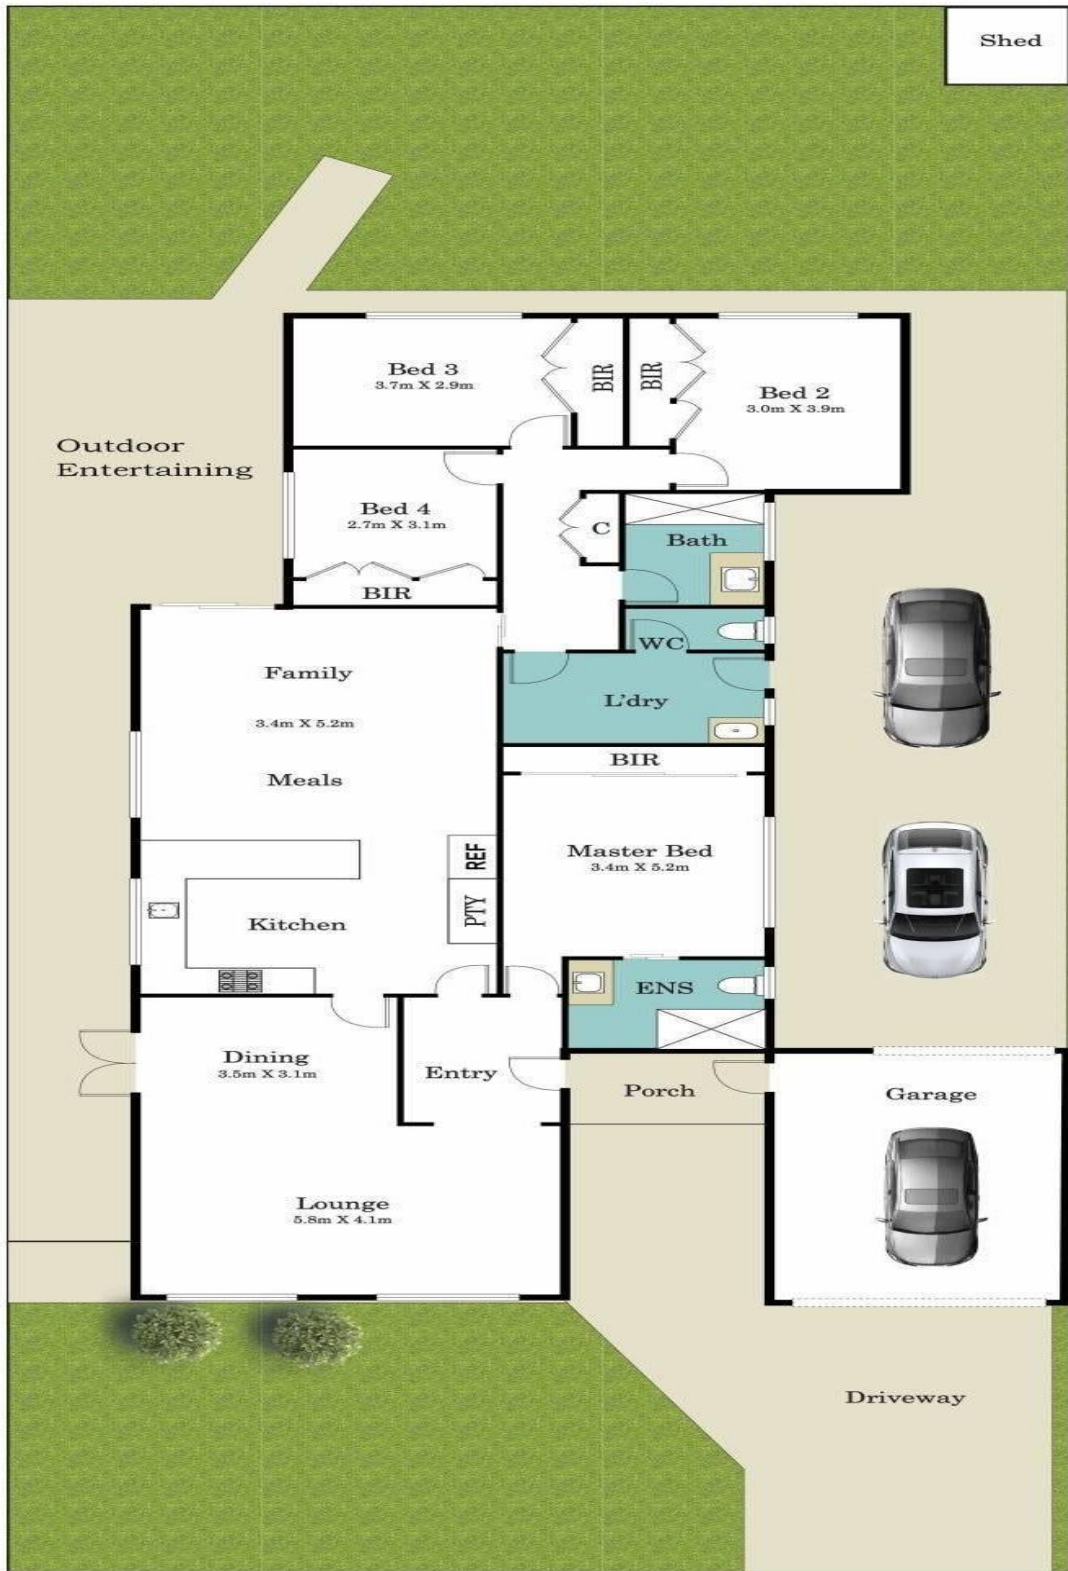 Shed
Bed 3
3.7m X 2.9m
BIR
BIR
Bed 2
3.0m X 3.9m
Outdoor
Entertaining
Bed 4
2.7m X 3.1m
BIR
C
Bath
WC
Family
3.4m X 5.2m
Meals
L'dry
BIR
Master Bed
3.4m X 5.2m
REF
PTY
Kitchen
ENS
Dining
3.5m X 3.1m
Entry
Porch
Garage
Lounge
5.8m X 4.1m
Driveway